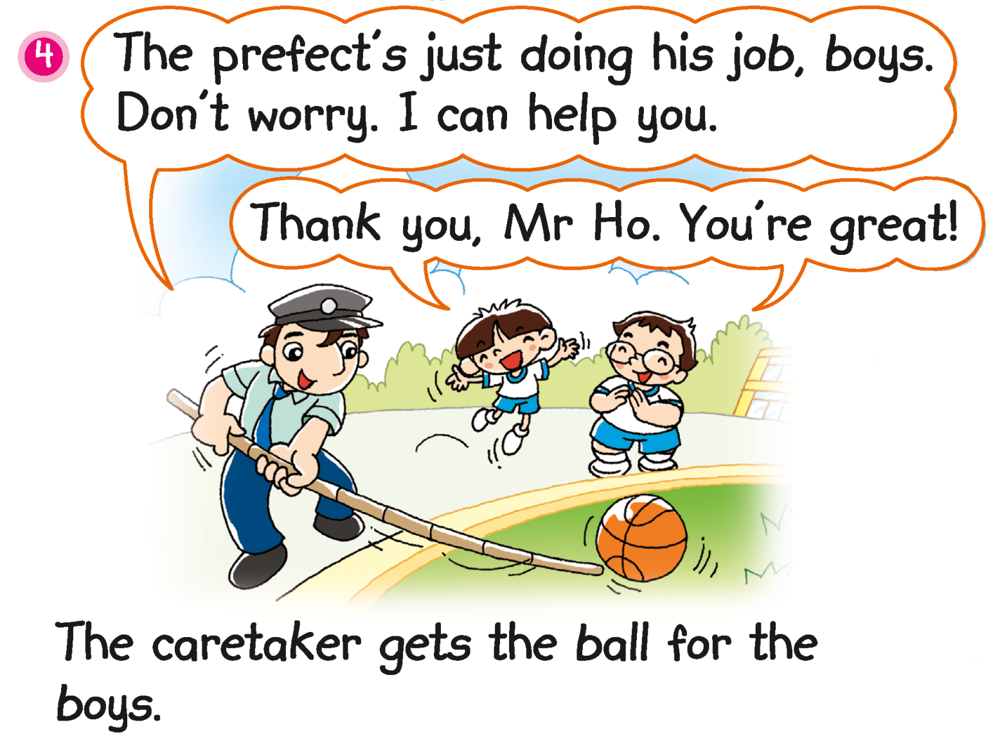 4
The prefect's just doing his job, boys.
Don't worry. I can help you.
Thank you, Mr Ho. You're great!
The caretaker gets the ball for the
boys.